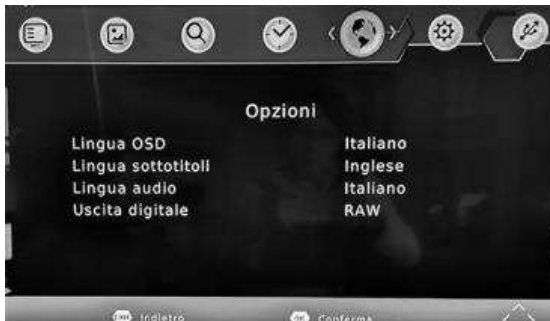 Opzioni
Lingua OSD Italiano
Lingua sottotitoli Inglese
Lingua audio Italiano
Uscita digitale RAW
Indietro Conferma